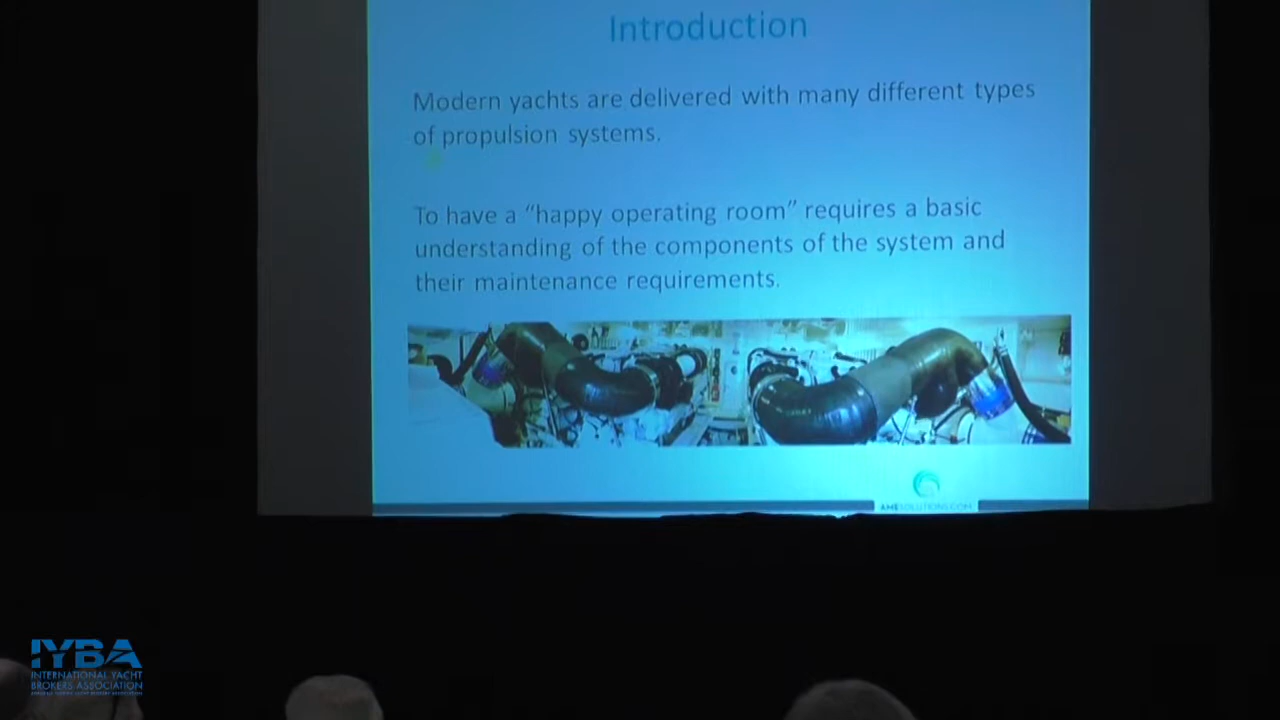 Introduction
Modern yachts are delivered with many different types
of propulsion systems.
To have a “happy operating room” requires a basic
understanding of the components of the system and
their maintenance requirements.
AMESOLUTIONS.COM
IYBA
INTERNATIONAL YACHT
BROKERS ASSOCIATION